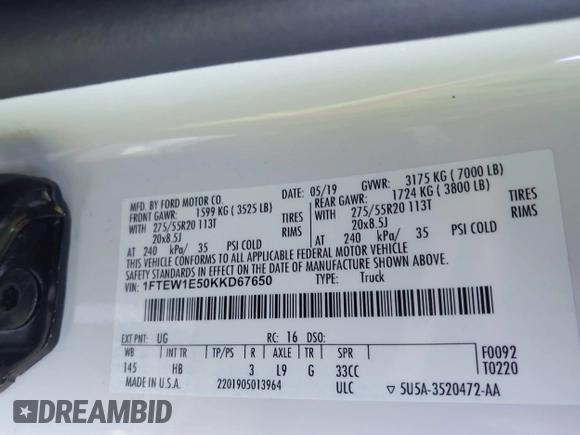 MFD. BY FORD MOTOR CO. DATE: 05/19 GVWR: 3175 KG ( 7000 LB)
FRONT GAWR: 1599 KG ( 3525 LB) REAR GAWR: 1724 KG ( 3800 LB)
WITH 275/55R20 113T TIRES WITH 275/55R20 113T TIRES
20x8.5J RIMS 20x8.5J RIMS
AT 240 kPa/ 35 PSI COLD AT 240 kPa/ 35 PSI COLD
THIS VEHICLE CONFORMS TO ALL APPLICABLE FEDERAL MOTOR VEHICLE
SAFETY AND THEFT PREVENTION STANDARDS IN EFFECT ON THE DATE OF MANUFACTURE SHOWN ABOVE.
VIN: 1FTEW1E50KKD67650 TYPE: Truck
EXT PNT: UG RC: 16 DSO:
WB INT TR TP/PS R AXLE TR SPR
145 HB 3 L9 G 33CC
F0092
T0220
MADE IN U.S.A. 2201905013964 ULC ▽ 5U5A-3520472-AA
DREAMBID